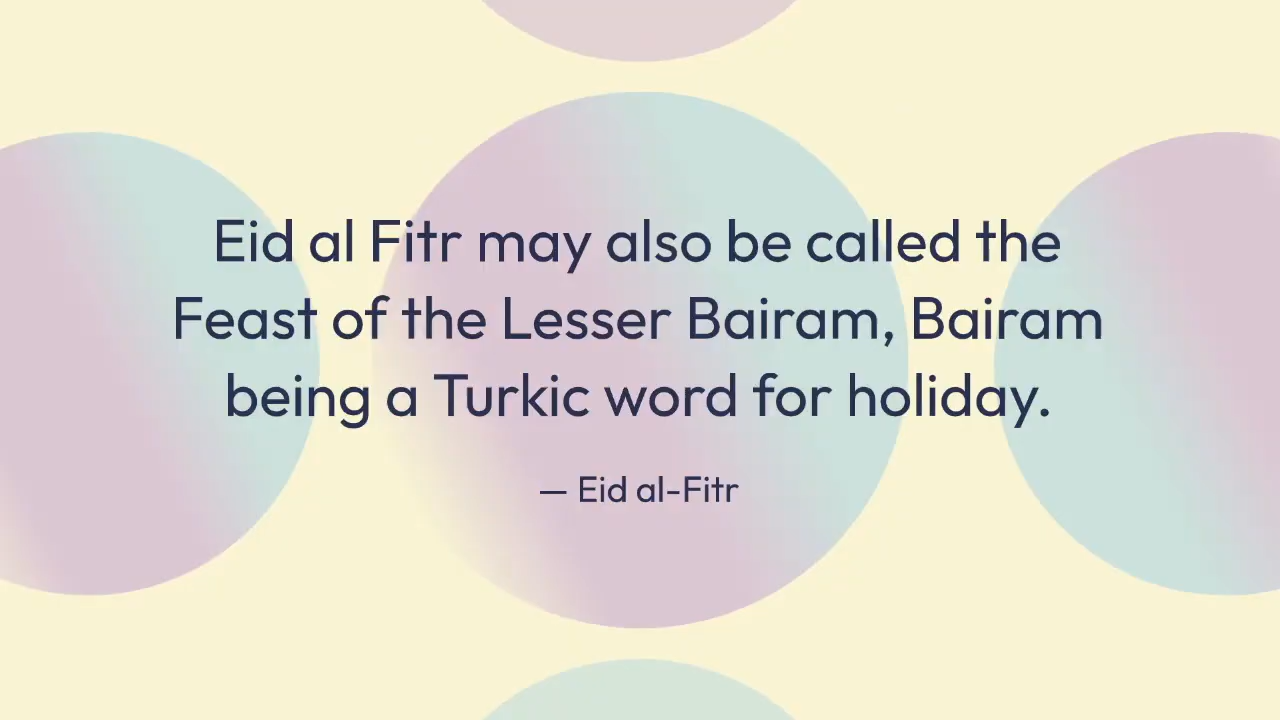 Eid al Fitr may also be called the
Feast of the Lesser Bairam, Bairam
being a Turkic word for holiday.
— Eid al-Fitr